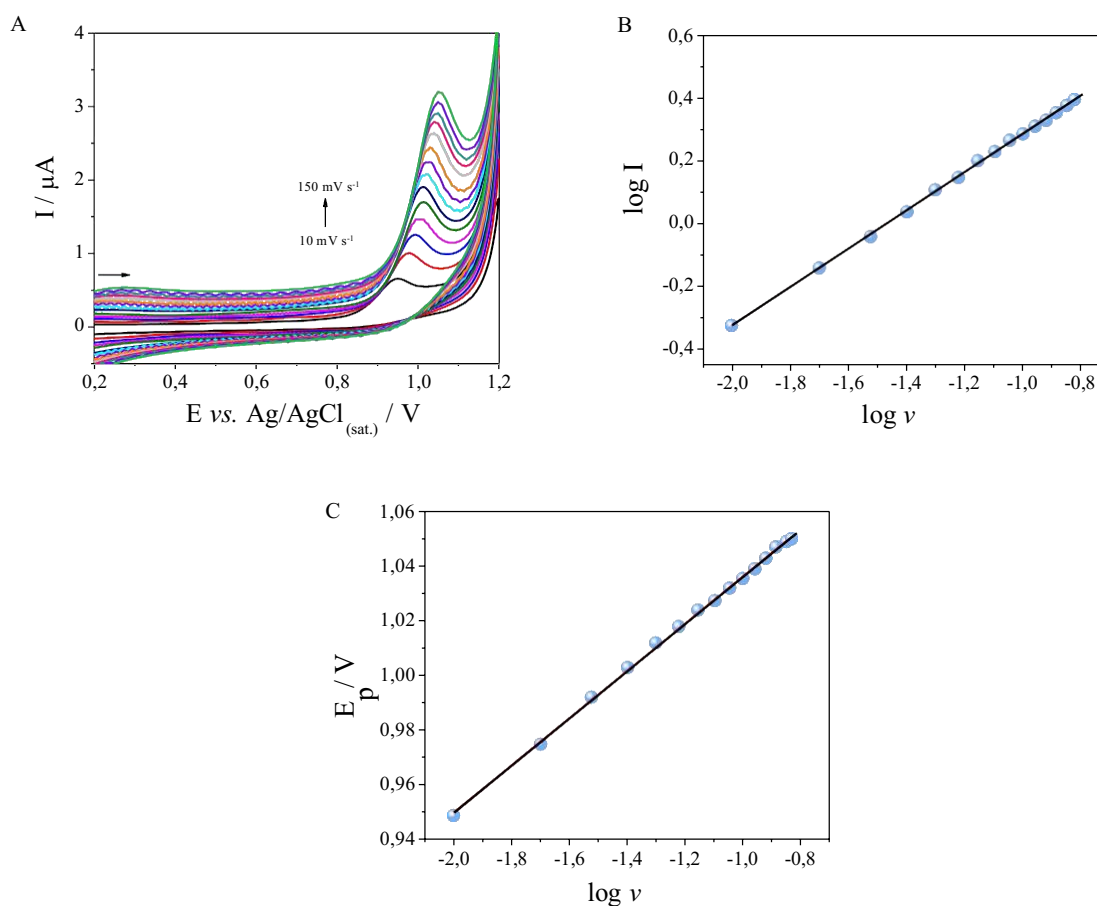 A
4
3
2
1
0
I / µA
150 mV s⁻¹
10 mV s⁻¹
0,2 0,4 0,6 0,8 1,0 1,2
E vs. Ag/AgCl(sat.) / V
B
0,6
0,4
0,2
0,0
-0,2
-0,4
log I
-2,0 -1,8 -1,6 -1,4 -1,2 -1,0 -0,8
log v
C
1,06
1,04
1,02
1,00
0,98
0,96
0,94
Ep / V
-2,0 -1,8 -1,6 -1,4 -1,2 -1,0 -0,8
log v